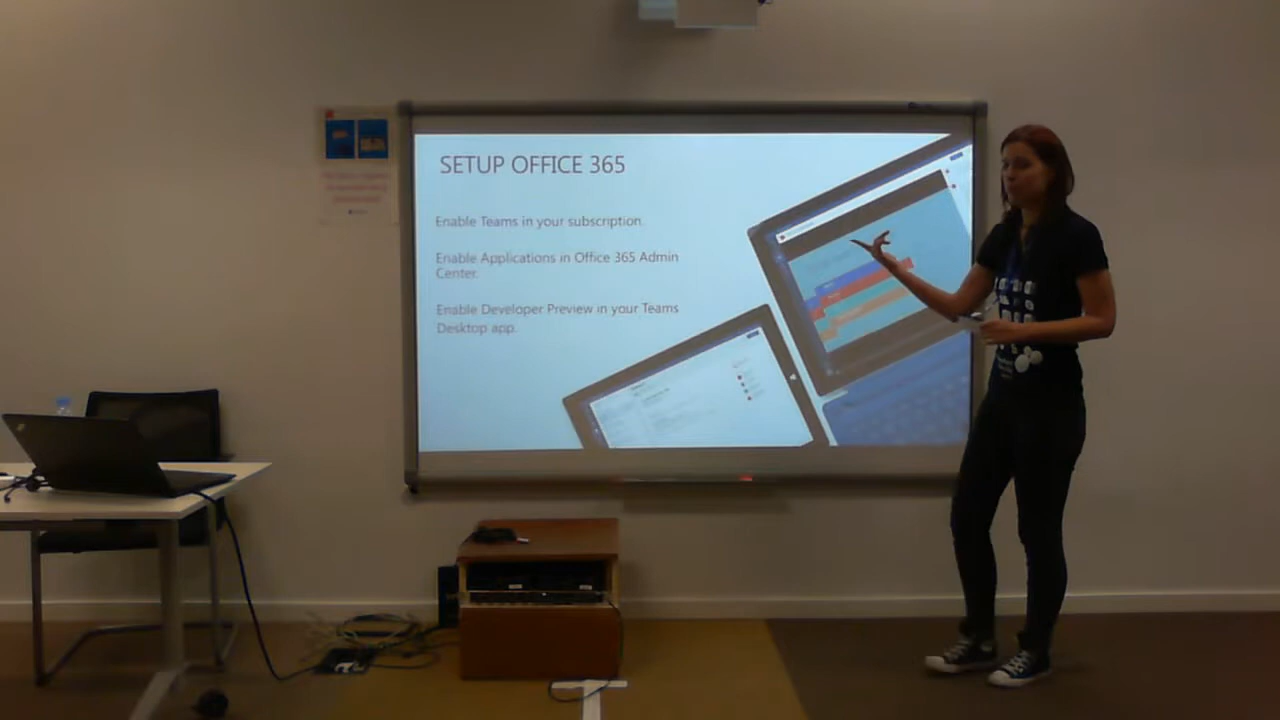 SETUP OFFICE 365
Enable Teams in your subscription.
Enable Applications in Office 365 Admin
Center.
Enable Developer Preview in your Teams
Desktop app.